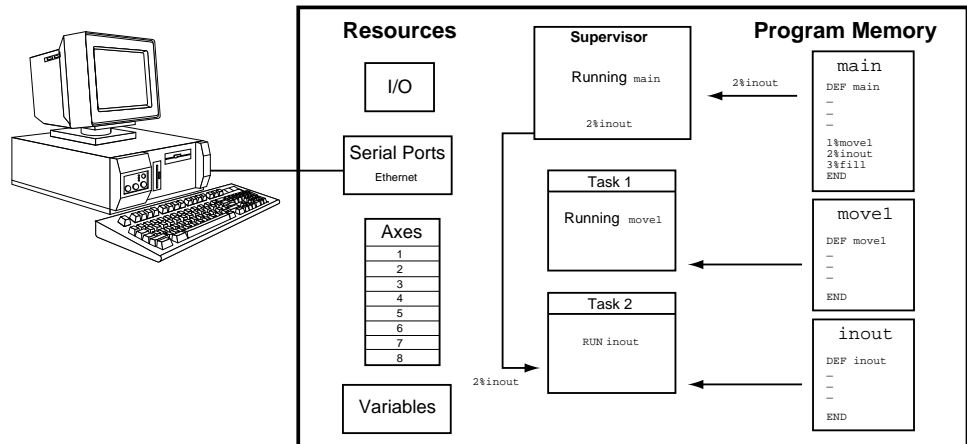 Resources
I/O
Serial Ports
Ethernet
Axes
1
2
3
4
5
6
7
8
Variables
Supervisor
Running main
2%inout
2%inout
Task 1
Running move1
Task 2
RUN inout
2%inout
Program Memory
main
DEF main
–
–
–
1%move1
2%inout
3%fill
END
move1
DEF move1
–
–
–
END
inout
DEF inout
–
–
–
END